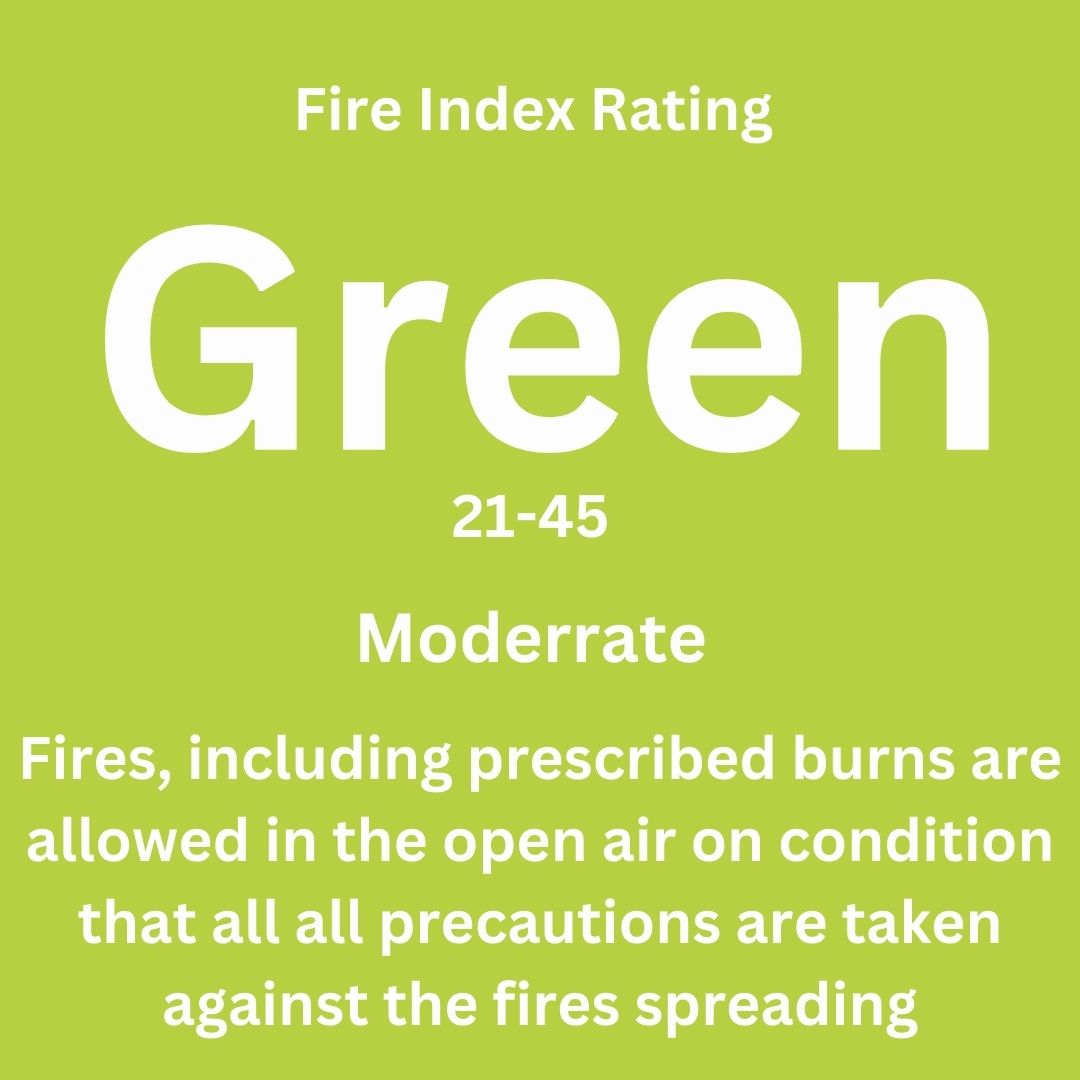 Fire Index Rating
Green
21-45
Moderrate
Fires, including prescribed burns are
allowed in the open air on condition
that all all precautions are taken
against the fires spreading